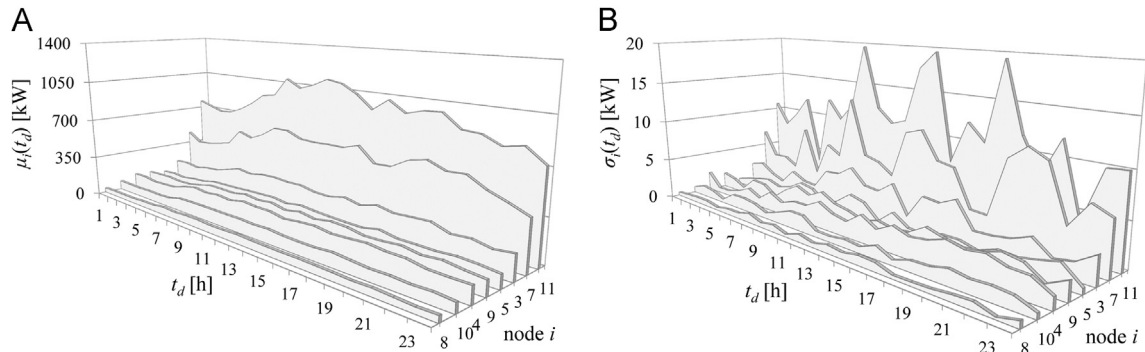 A
1400
1050
700
350
0
μi(td) [kW]
1 3 5 7 9 11 13 15 17 19 21 23
td [h]
8 10 4 9 5 3 7 11
node i
B
20
15
10
5
0
σi(td) [kW]
1 3 5 7 9 11 13 15 17 19 21 23
td [h]
8 10 4 9 5 3 7 11
node i